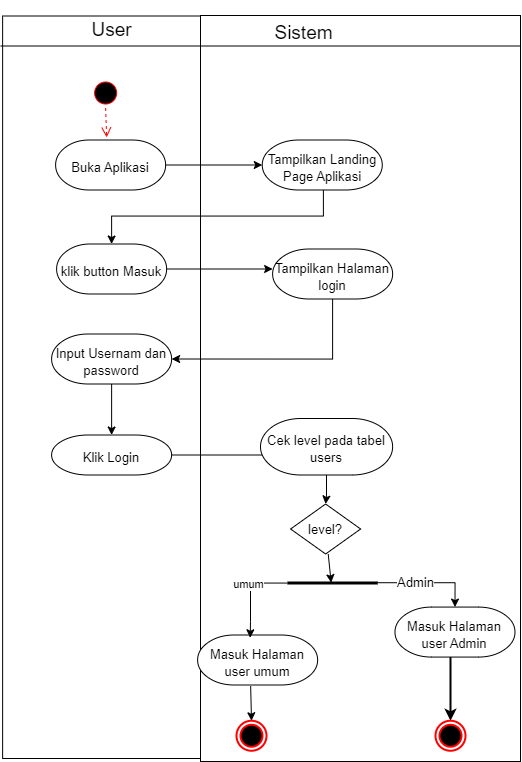 User
Sistem
Buka Aplikasi
Tampilkan Landing
Page Aplikasi
klik button Masuk
Tampilkan Halaman
login
Input Usernam dan
password
Klik Login
Cek level pada tabel
users
level?
umum
Admin
Masuk Halaman
user umum
Masuk Halaman
user Admin